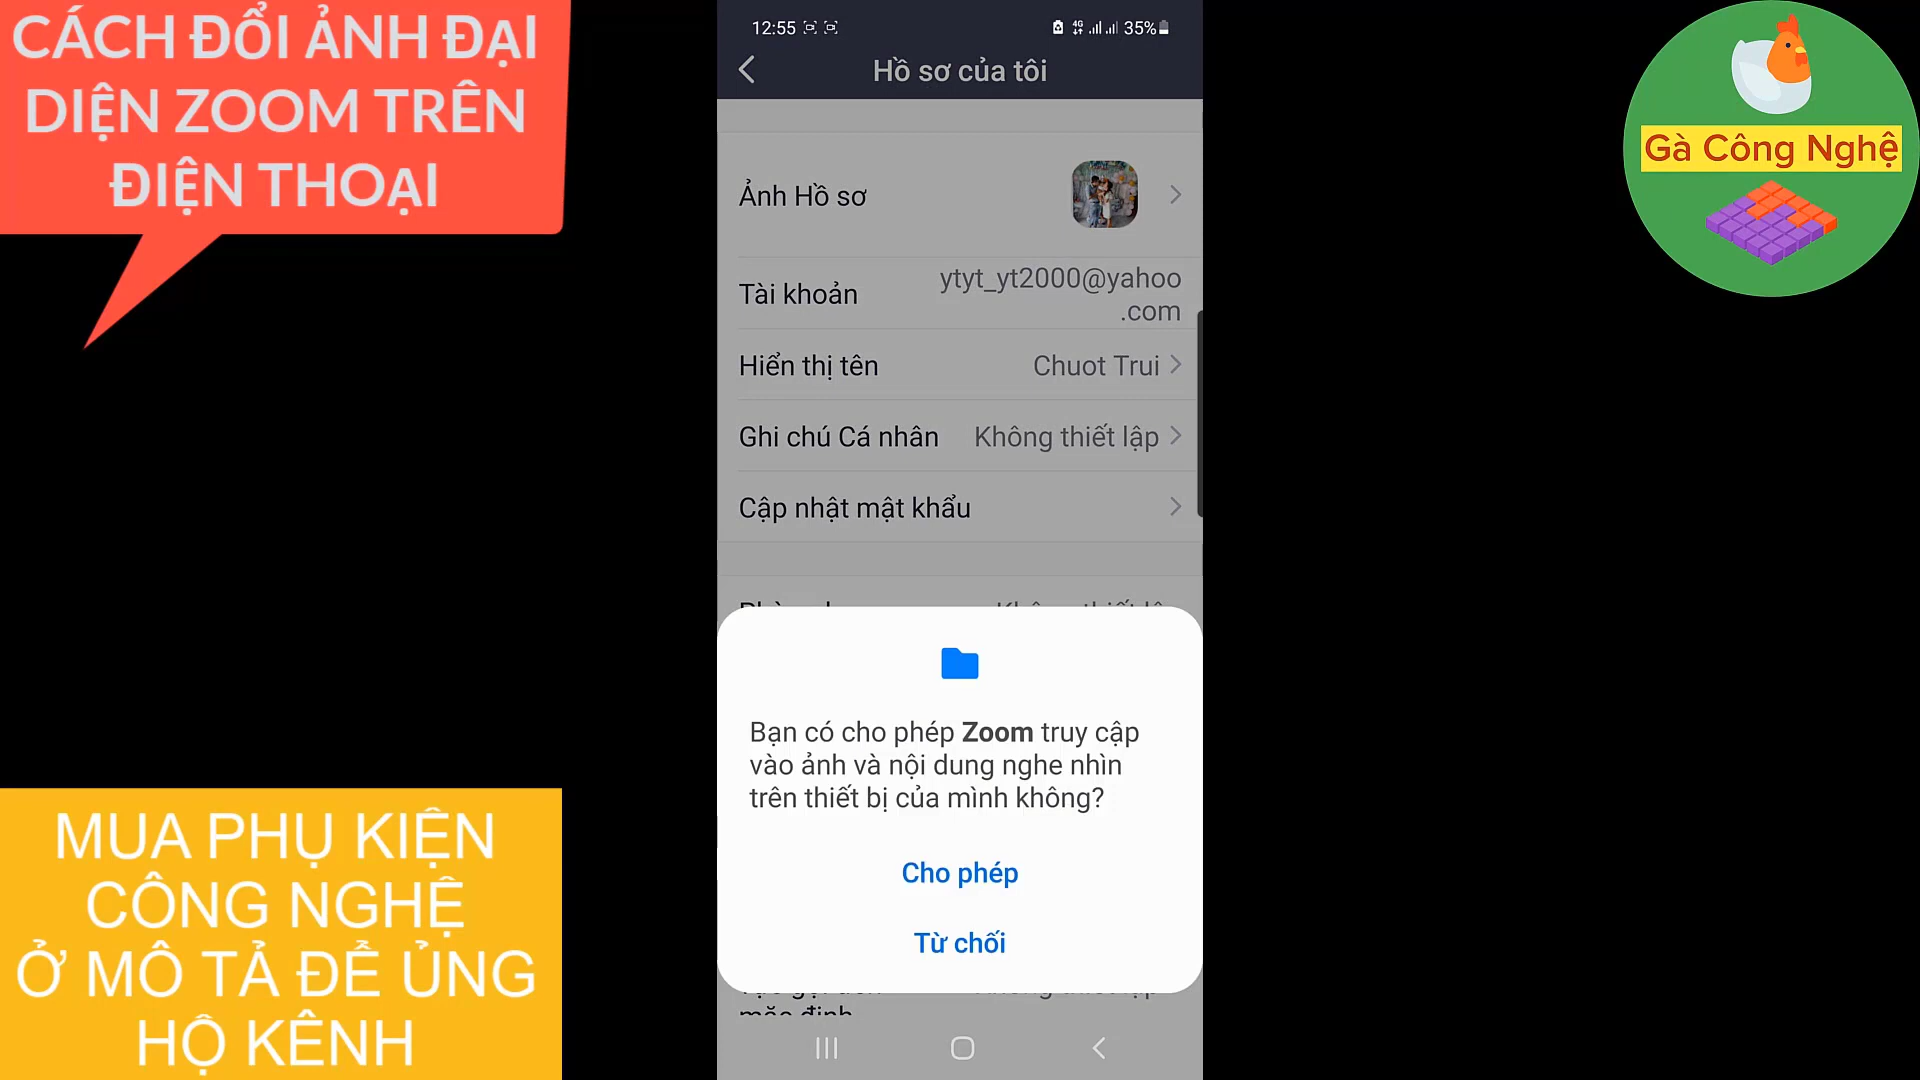 CÁCH ĐỔI ẢNH ĐẠI
DIỆN ZOOM TRÊN
ĐIỆN THOẠI
12:55
4G
35%
Hồ sơ của tôi
Gà Công Nghệ
Ảnh Hồ sơ
Tài khoản
ytyt_yt2000@yahoo
.com
Hiển thị tên
Chuot Trui
Ghi chú Cá nhân
Không thiết lập
Cập nhật mật khẩu
Bạn có cho phép Zoom truy cập
vào ảnh và nội dung nghe nhìn
trên thiết bị của mình không?
Cho phép
Từ chối
mặc định
MUA PHỤ KIỆN
CÔNG NGHỆ
Ở MÔ TẢ ĐỂ ỦNG
HỘ KÊNH